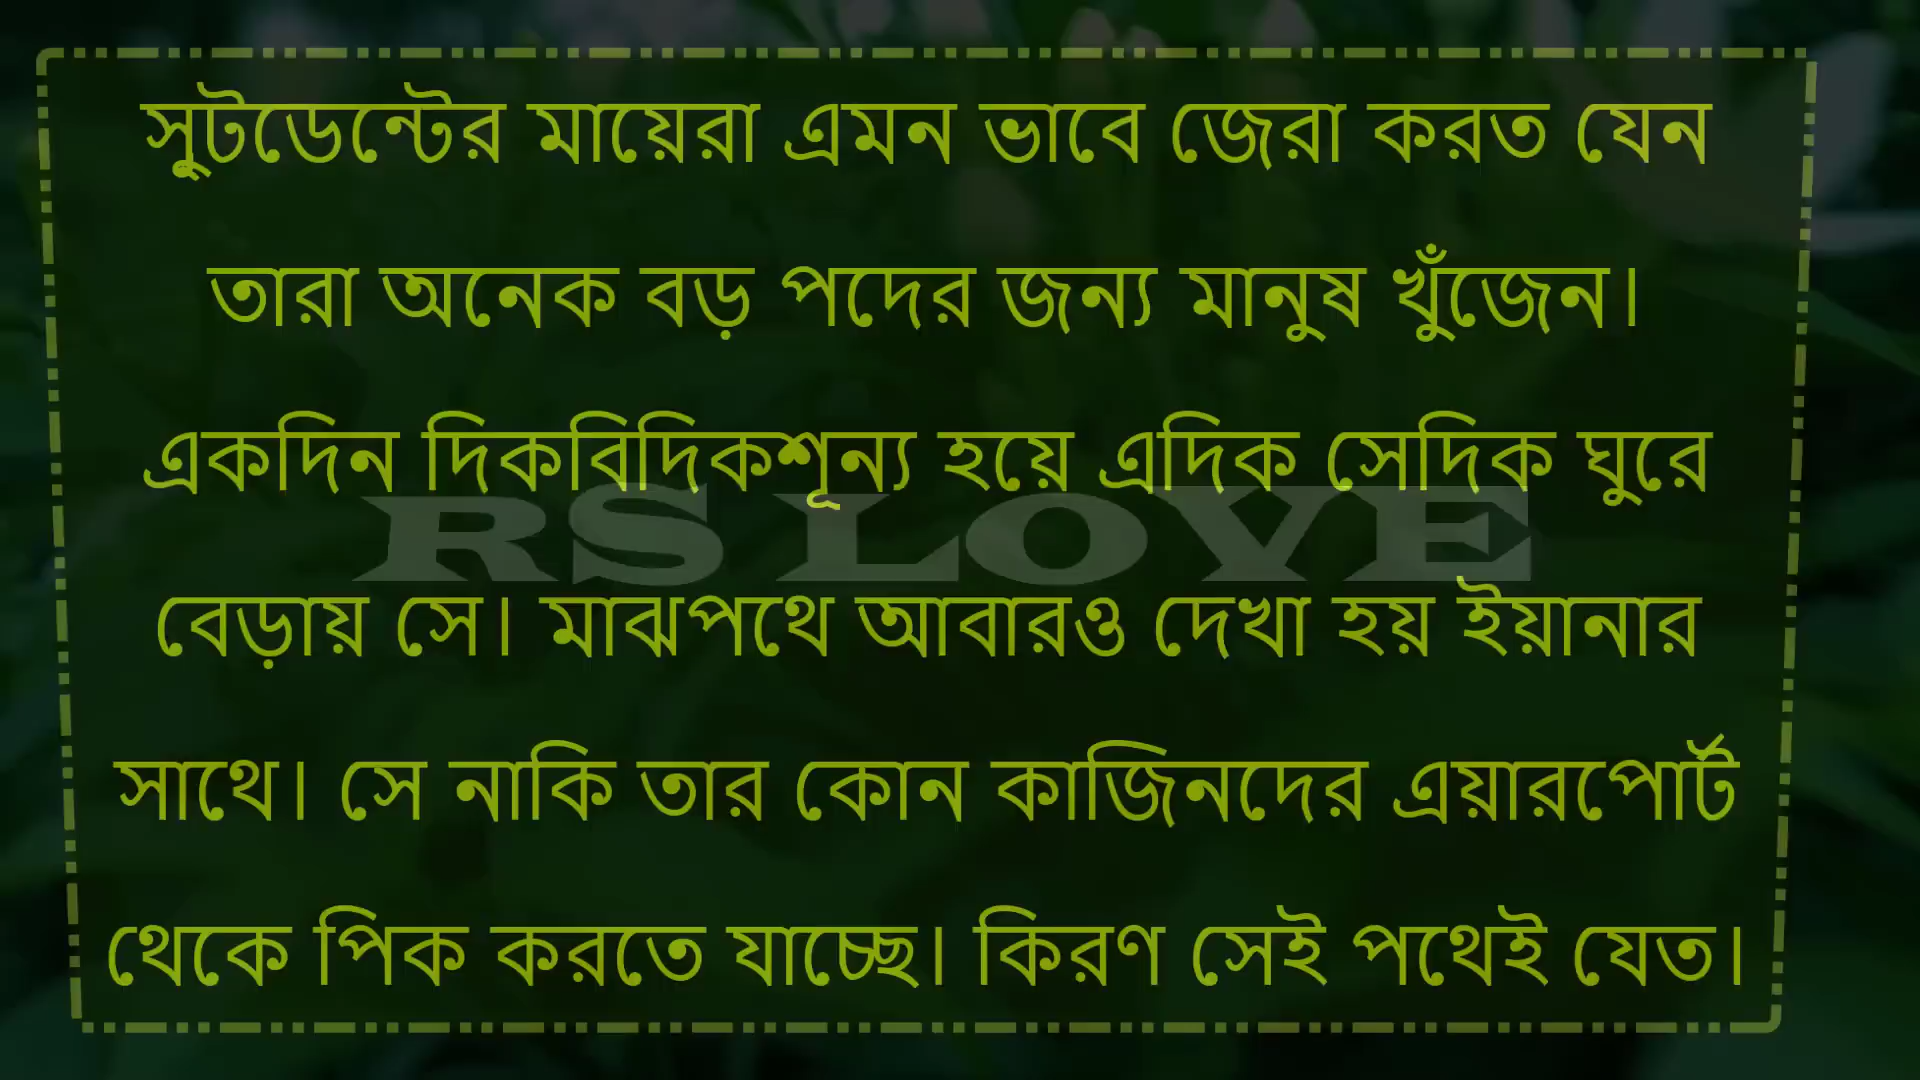 সুটডেন্টের মায়েরা এমন ভাবে জেরা করত যেন
তারা অনেক বড় পদের জন্য মানুষ খুঁজেন।
একদিন দিকবিদিকশূন্য হয়ে এদিক সেদিক ঘুরে
RS LOVE
বেড়ায় সে। মাঝপথে আবারও দেখা হয় ইয়ানার
সাথে। সে নাকি তার কোন কাজিনদের এয়ারপোর্ট
থেকে পিক করতে যাচ্ছে। কিরণ সেই পথেই যেত।